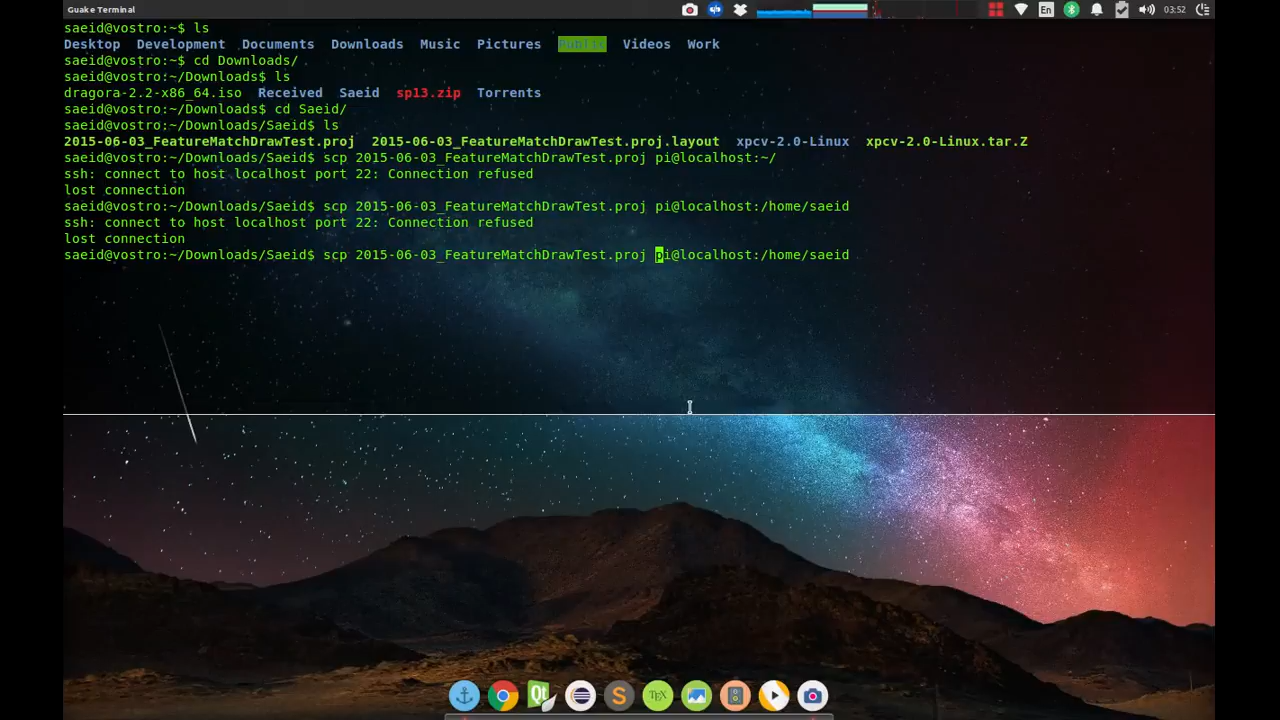 Guake Terminal En 03:52
saeid@vostro:~$ ls
Desktop Development Documents Downloads Music Pictures Public Videos Work
saeid@vostro:~$ cd Downloads/
saeid@vostro:~/Downloads$ ls
dragora-2.2-x86_64.iso Received Saeid sp13.zip Torrents
saeid@vostro:~/Downloads$ cd Saeid/
saeid@vostro:~/Downloads/Saeid$ ls
2015-06-03_FeatureMatchDrawTest.proj 2015-06-03_FeatureMatchDrawTest.proj.layout xpcv-2.0-Linux xpcv-2.0-Linux.tar.Z
saeid@vostro:~/Downloads/Saeid$ scp 2015-06-03_FeatureMatchDrawTest.proj pi@localhost:~/
ssh: connect to host localhost port 22: Connection refused
lost connection
saeid@vostro:~/Downloads/Saeid$ scp 2015-06-03_FeatureMatchDrawTest.proj pi@localhost:/home/saeid
ssh: connect to host localhost port 22: Connection refused
lost connection
saeid@vostro:~/Downloads/Saeid$ scp 2015-06-03_FeatureMatchDrawTest.proj pi@localhost:/home/saeid
Qt S TEX